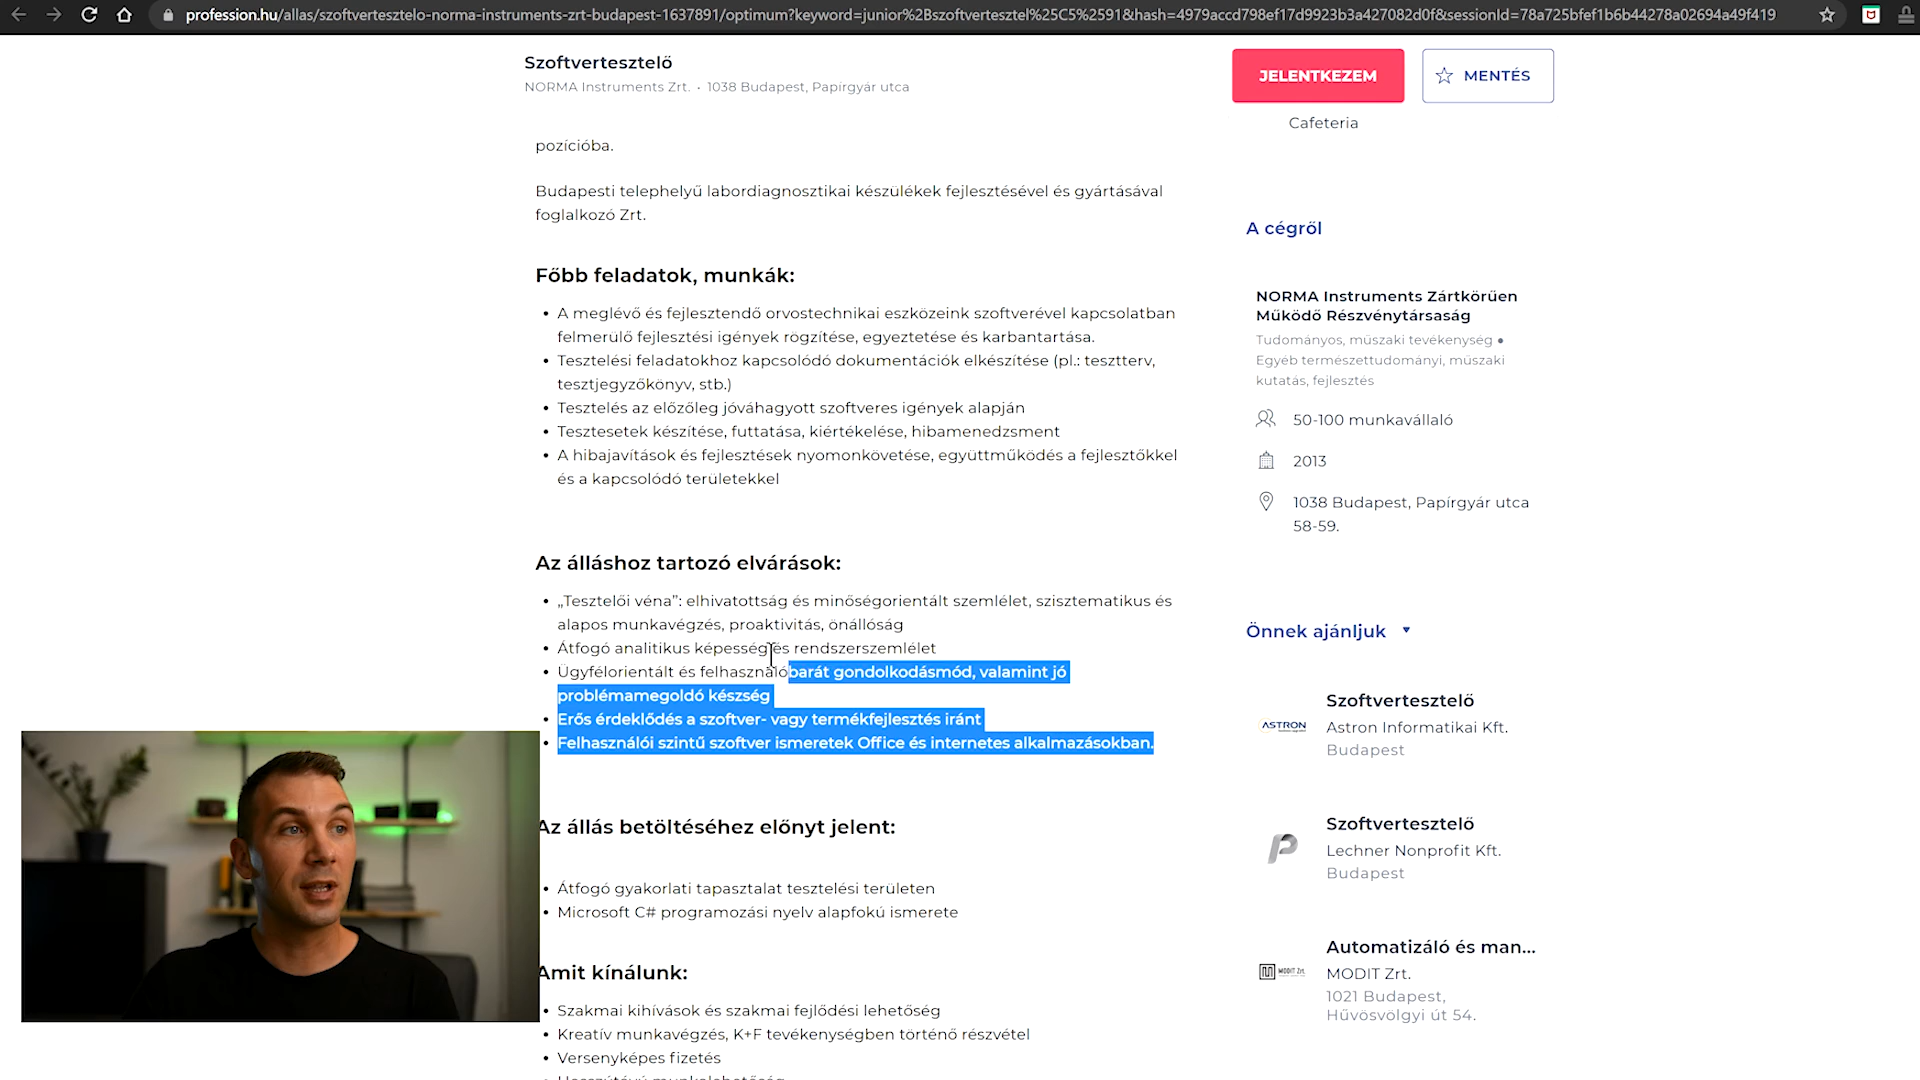 profession.hu/allas/szoftvertesztelo-norma-instruments-zrt-budapest-1637891/optimum?keyword=junior%2Bszoftvertesztel%25C5%2591&hash=4979accd798ef17d9923b3a427082d0f&sessionId=78a725bfef1b6b44278a02694a49f419
Szoftvertesztelő
NORMA Instruments Zrt. • 1038 Budapest, Papírgyár utca
JELENTKEZEM
MENTÉS
Cafeteria
pozícióba.
Budapesti telephelyű labordiagnosztikai készülékek fejlesztésével és gyártásával
foglalkozó Zrt.
Főbb feladatok, munkák:
• A meglévő és fejlesztendő orvostechnikai eszközeink szoftverével kapcsolatban
felmerülő fejlesztési igények rögzítése, egyeztetése és karbantartása.
• Tesztelési feladatokhoz kapcsolódó dokumentációk elkészítése (pl.: tesztterv,
tesztjegyzőkönyv, stb.)
• Tesztelés az előzőleg jóváhagyott szoftveres igények alapján
• Tesztesetek készítése, futtatása, kiértékelése, hibamenedzsment
• A hibajavítások és fejlesztések nyomonkövetése, együttműködés a fejlesztőkkel
és a kapcsolódó területekkel
Az álláshoz tartozó elvárások:
• „Tesztelői véna”: elhivatottság és minőségorientált szemlélet, szisztematikus és
alapos munkavégzés, proaktivitás, önállóság
• Átfogó analitikus képesség és rendszerszemlélet
• Ügyfélorientált és felhasználóbarát gondolkodásmód, valamint jó
problémamegoldó készség
• Erős érdeklődés a szoftver- vagy termékfejlesztés iránt
• Felhasználói szintű szoftver ismeretek Office és internetes alkalmazásokban.
Az állás betöltéséhez előnyt jelent:
• Átfogó gyakorlati tapasztalat tesztelési területen
• Microsoft C# programozási nyelv alapfokú ismerete
Amit kínálunk:
• Szakmai kihívások és szakmai fejlődési lehetőség
• Kreatív munkavégzés, K+F tevékenységben történő részvétel
• Versenyképes fizetés
A cégről
NORMA Instruments Zártkörűen
Működő Részvénytársaság
Tudományos, műszaki tevékenység •
Egyéb természettudományi, műszaki
kutatás, fejlesztés
50-100 munkavállaló
2013
1038 Budapest, Papírgyár utca
58-59.
Önnek ajánljuk
Szoftvertesztelő
ASTRON
Astron Informatikai Kft.
Budapest
Szoftvertesztelő
Lechner Nonprofit Kft.
Budapest
Automatizáló és man...
MODIT Zrt.
MODIT Zrt.
1021 Budapest,
Hűvösvölgyi út 54.